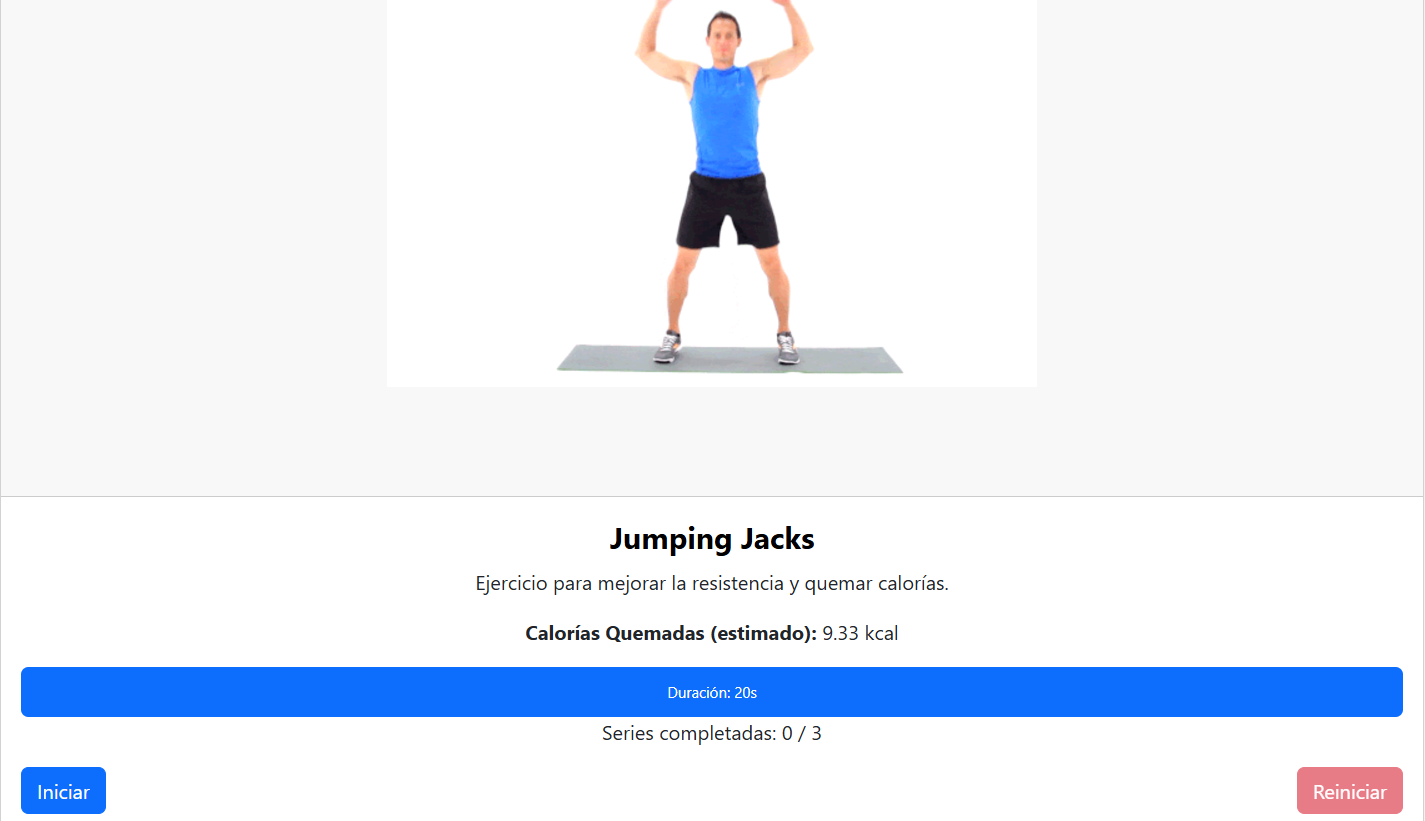 Jumping Jacks
Ejercicio para mejorar la resistencia y quemar calorías.
Calorías Quemadas (estimado): 9.33 kcal
Duración: 20s
Series completadas: 0 / 3
Iniciar
Reiniciar